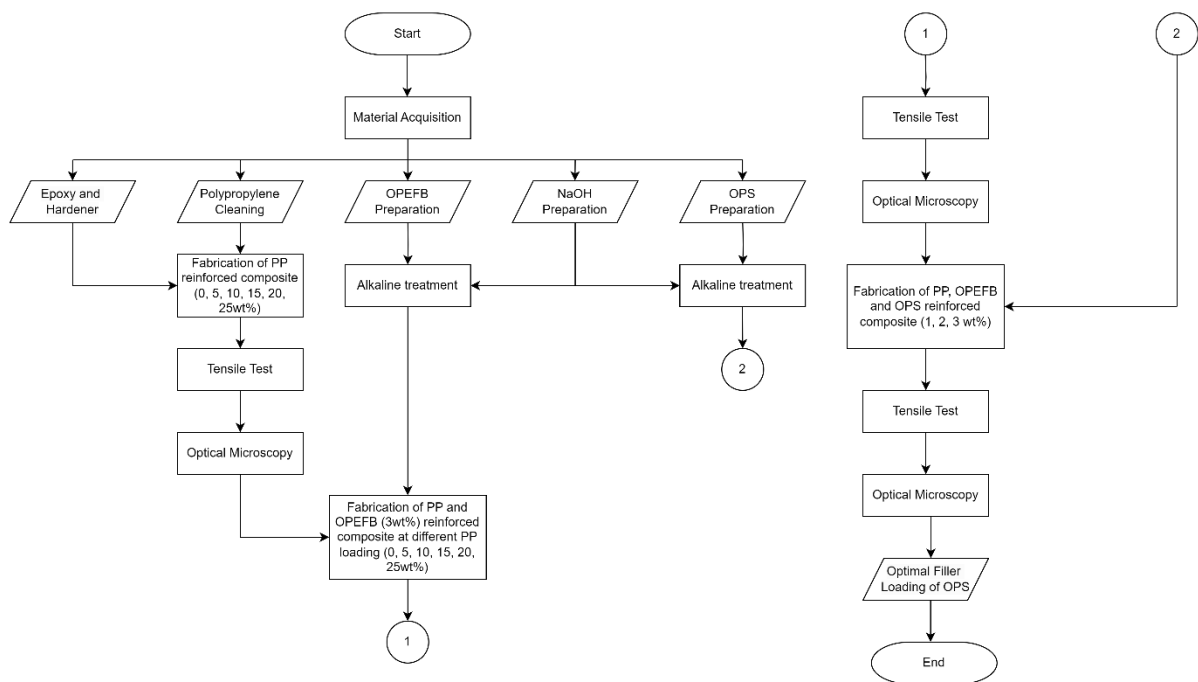 Start
Material Acquisition
Epoxy and
Hardener
Polypropylene
Cleaning
OPEFB
Preparation
NaOH
Preparation
OPS
Preparation
Fabrication of PP
reinforced composite
(0, 5, 10, 15, 20,
25wt%)
Alkaline treatment
Alkaline treatment
Tensile Test
2
Optical Microscopy
Fabrication of PP and
OPEFB (3wt%) reinforced
composite at different PP
loading (0, 5, 10, 15, 20,
25wt%)
1
1
2
Tensile Test
Optical Microscopy
Fabrication of PP, OPEFB
and OPS reinforced
composite (1, 2, 3 wt%)
Tensile Test
Optical Microscopy
Optimal Filler
Loading of OPS
End